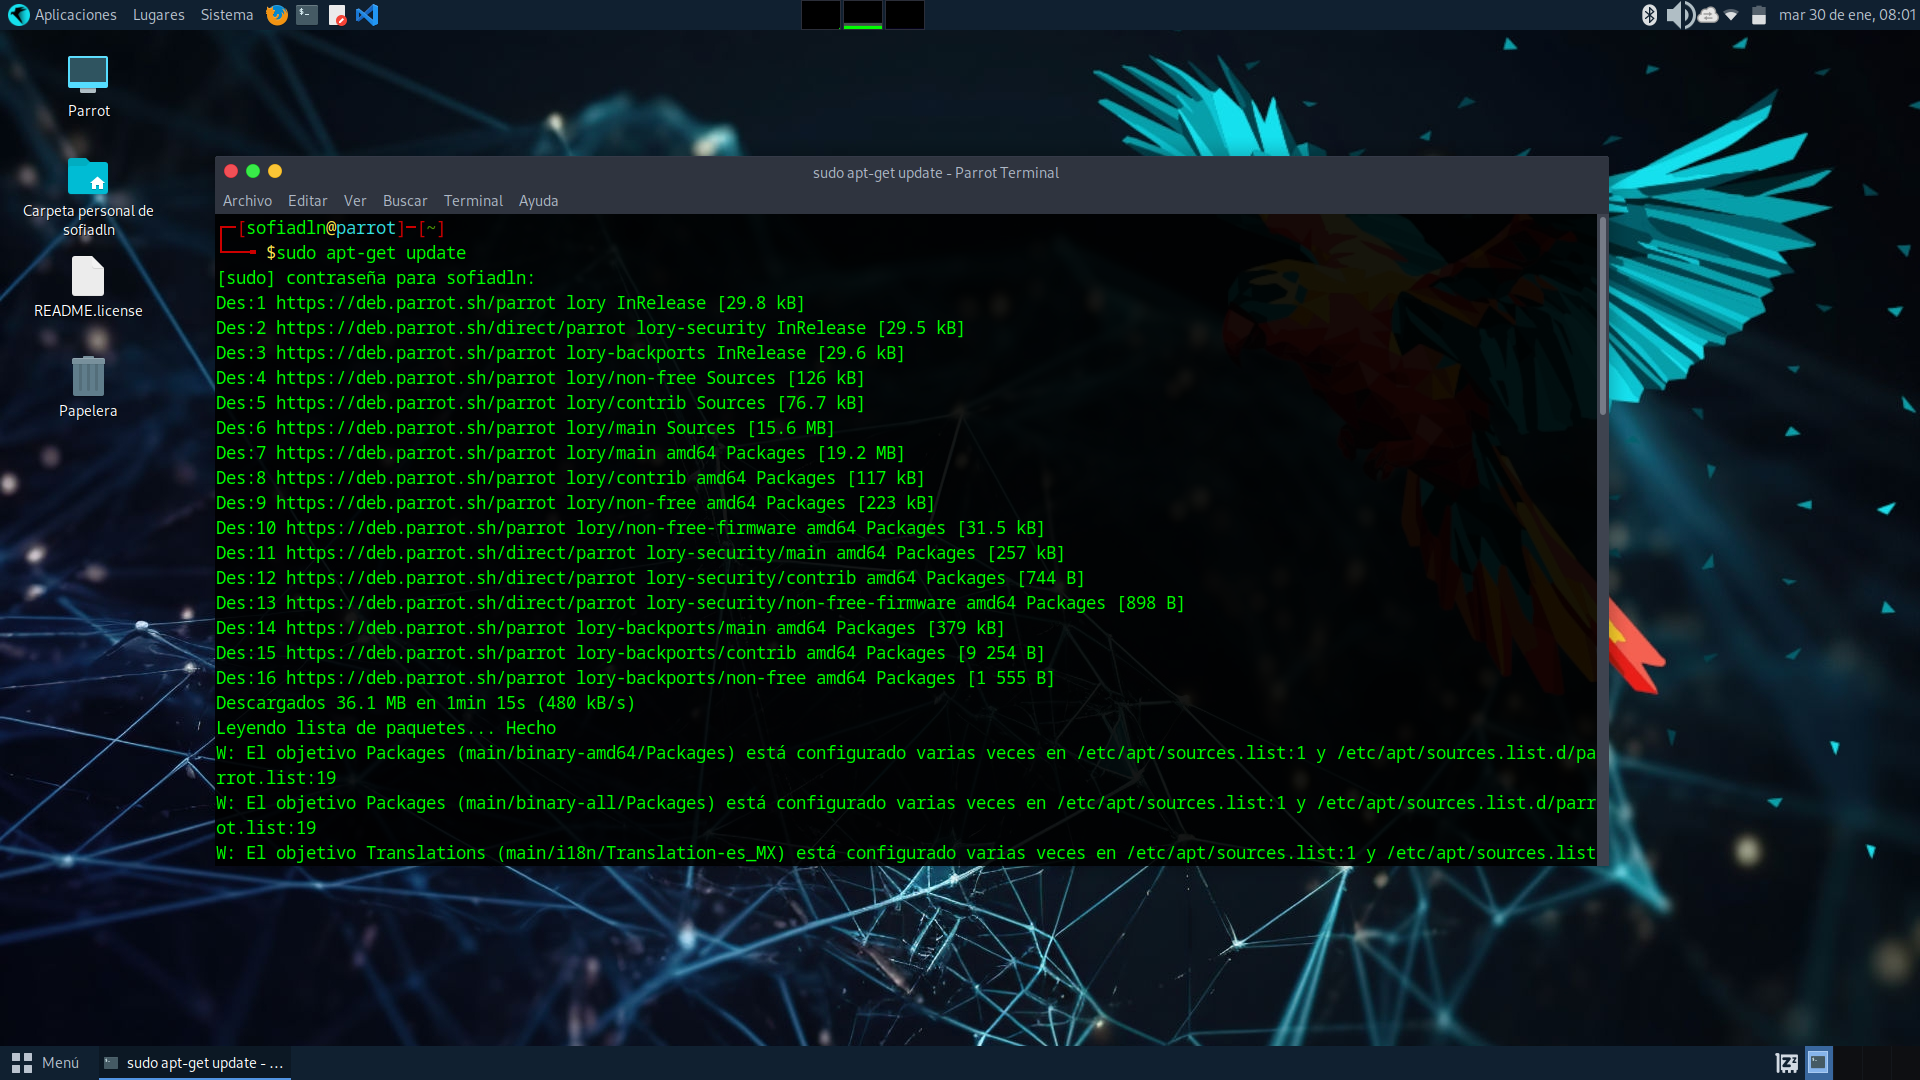 Aplicaciones Lugares Sistema
mar 30 de ene, 08:01
Parrot
Carpeta personal de
sofiadln
README.license
Papelera
sudo apt-get update - Parrot Terminal
Archivo Editar Ver Buscar Terminal Ayuda
[sofiadln@parrot]-[~]
$sudo apt-get update
[sudo] contraseña para sofiadln:
Des:1 https://deb.parrot.sh/parrot lory InRelease [29.8 kB]
Des:2 https://deb.parrot.sh/direct/parrot lory-security InRelease [29.5 kB]
Des:3 https://deb.parrot.sh/parrot lory-backports InRelease [29.6 kB]
Des:4 https://deb.parrot.sh/parrot lory/non-free Sources [126 kB]
Des:5 https://deb.parrot.sh/parrot lory/contrib Sources [76.7 kB]
Des:6 https://deb.parrot.sh/parrot lory/main Sources [15.6 MB]
Des:7 https://deb.parrot.sh/parrot lory/main amd64 Packages [19.2 MB]
Des:8 https://deb.parrot.sh/parrot lory/contrib amd64 Packages [117 kB]
Des:9 https://deb.parrot.sh/parrot lory/non-free amd64 Packages [223 kB]
Des:10 https://deb.parrot.sh/parrot lory/non-free-firmware amd64 Packages [31.5 kB]
Des:11 https://deb.parrot.sh/direct/parrot lory-security/main amd64 Packages [257 kB]
Des:12 https://deb.parrot.sh/direct/parrot lory-security/contrib amd64 Packages [744 B]
Des:13 https://deb.parrot.sh/direct/parrot lory-security/non-free-firmware amd64 Packages [898 B]
Des:14 https://deb.parrot.sh/parrot lory-backports/main amd64 Packages [379 kB]
Des:15 https://deb.parrot.sh/parrot lory-backports/contrib amd64 Packages [9 254 B]
Des:16 https://deb.parrot.sh/parrot lory-backports/non-free amd64 Packages [1 555 B]
Descargados 36.1 MB en 1min 15s (480 kB/s)
Leyendo lista de paquetes... Hecho
W: El objetivo Packages (main/binary-amd64/Packages) está configurado varias veces en /etc/apt/sources.list:1 y /etc/apt/sources.list.d/pa
rrot.list:19
W: El objetivo Packages (main/binary-all/Packages) está configurado varias veces en /etc/apt/sources.list:1 y /etc/apt/sources.list.d/parr
ot.list:19
W: El objetivo Translations (main/i18n/Translation-es_MX) está configurado varias veces en /etc/apt/sources.list:1 y /etc/apt/sources.list
Menú
sudo apt-get update - ...